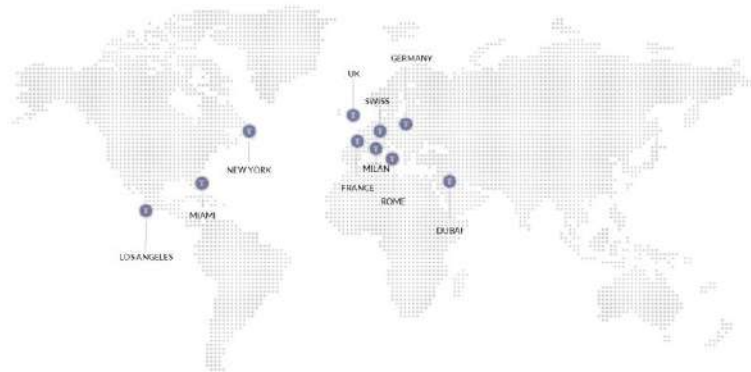 GERMANY
UK
SWISS
NEW YORK
MILAN
FRANCE
ROME
MIAMI
DUBAI
LOS ANGELES